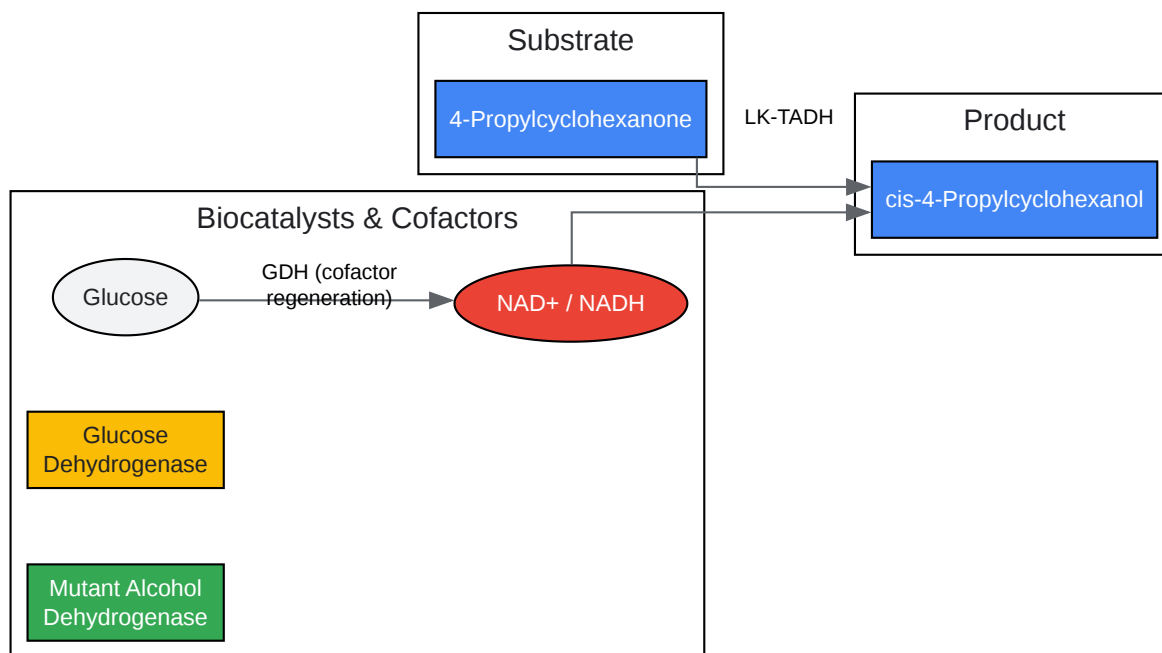 Substrate
4-Propylcyclohexanone
LK-TADH
Product
cis-4-Propylcyclohexanol
Biocatalysts & Cofactors
Glucose
GDH (cofactor
regeneration)
NAD+ / NADH
Glucose
Dehydrogenase
Mutant Alcohol
Dehydrogenase